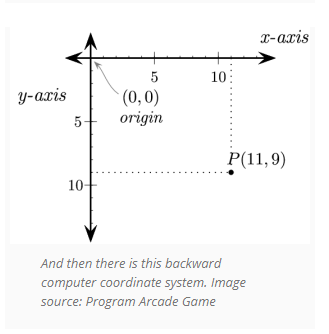 x-axis
5 10
y-axis
(0,0)
origin
5
P(11,9)
10
And then there is this backward
computer coordinate system. Image
source: Program Arcade Game